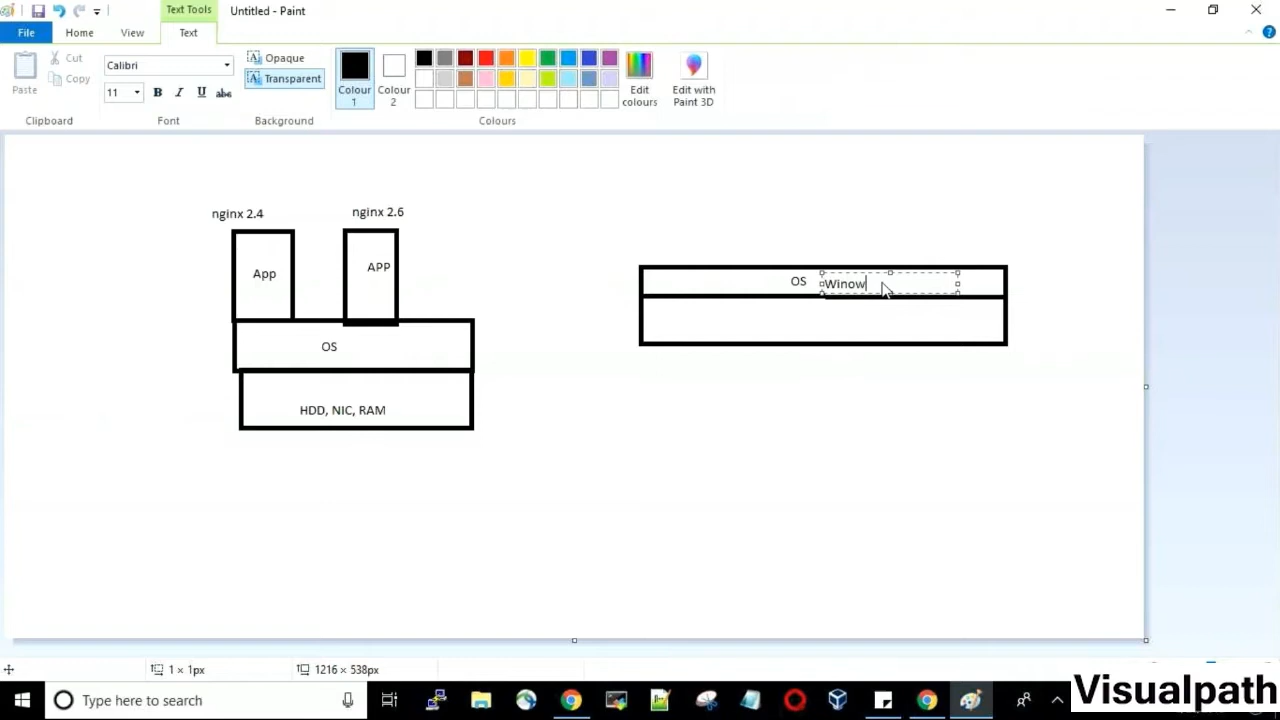 Text Tools
Untitled - Paint
File
Home
View
Text
Paste
Cut
Copy
Clipboard
Calibri
11
B I U abc
Font
Opaque
Transparent
Background
Colour 1
Colour 2
Edit colours
Edit with Paint 3D
Colours
nginx 2.4
nginx 2.6
App
APP
OS
HDD, NIC, RAM
OS
Winow
1 × 1px
1216 × 538px
Type here to search
Visualpath